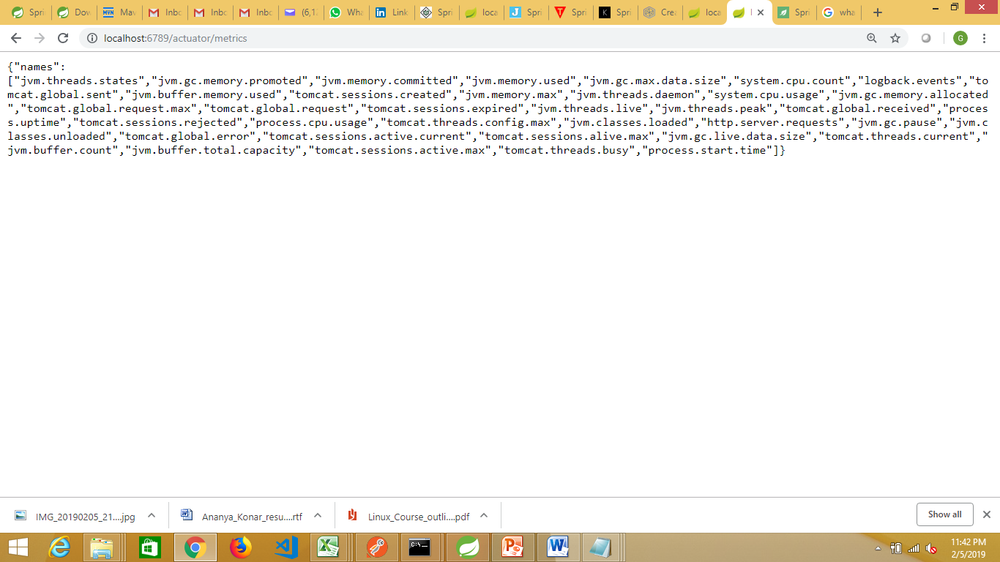 Spri Dow MVN Mav Inbo Inbo Inbo (6,12 Wha Link Spri loca Spri Spri Spri Crea loca Spri wha
localhost:6789/actuator/metrics
G
{"names":
["jvm.threads.states","jvm.gc.memory.promoted","jvm.memory.committed","jvm.memory.used","jvm.gc.max.data.size","system.cpu.count","logback.events","to
mcat.global.sent","jvm.buffer.memory.used","tomcat.sessions.created","jvm.memory.max","jvm.threads.daemon","system.cpu.usage","jvm.gc.memory.allocated
","tomcat.global.request.max","tomcat.global.request","tomcat.sessions.expired","jvm.threads.live","jvm.threads.peak","tomcat.global.received","proces
s.uptime","tomcat.sessions.rejected","process.cpu.usage","tomcat.threads.config.max","jvm.classes.loaded","http.server.requests","jvm.gc.pause","jvm.c
lasses.unloaded","tomcat.global.error","tomcat.sessions.active.current","tomcat.sessions.alive.max","jvm.gc.live.data.size","tomcat.threads.current","
jvm.buffer.count","jvm.buffer.total.capacity","tomcat.sessions.active.max","tomcat.threads.busy","process.start.time"]}
IMG_20190205_21....jpg Ananya_Konar_resu....rtf Linux_Course_outli....pdf Show all
11:42 PM
2/5/2019